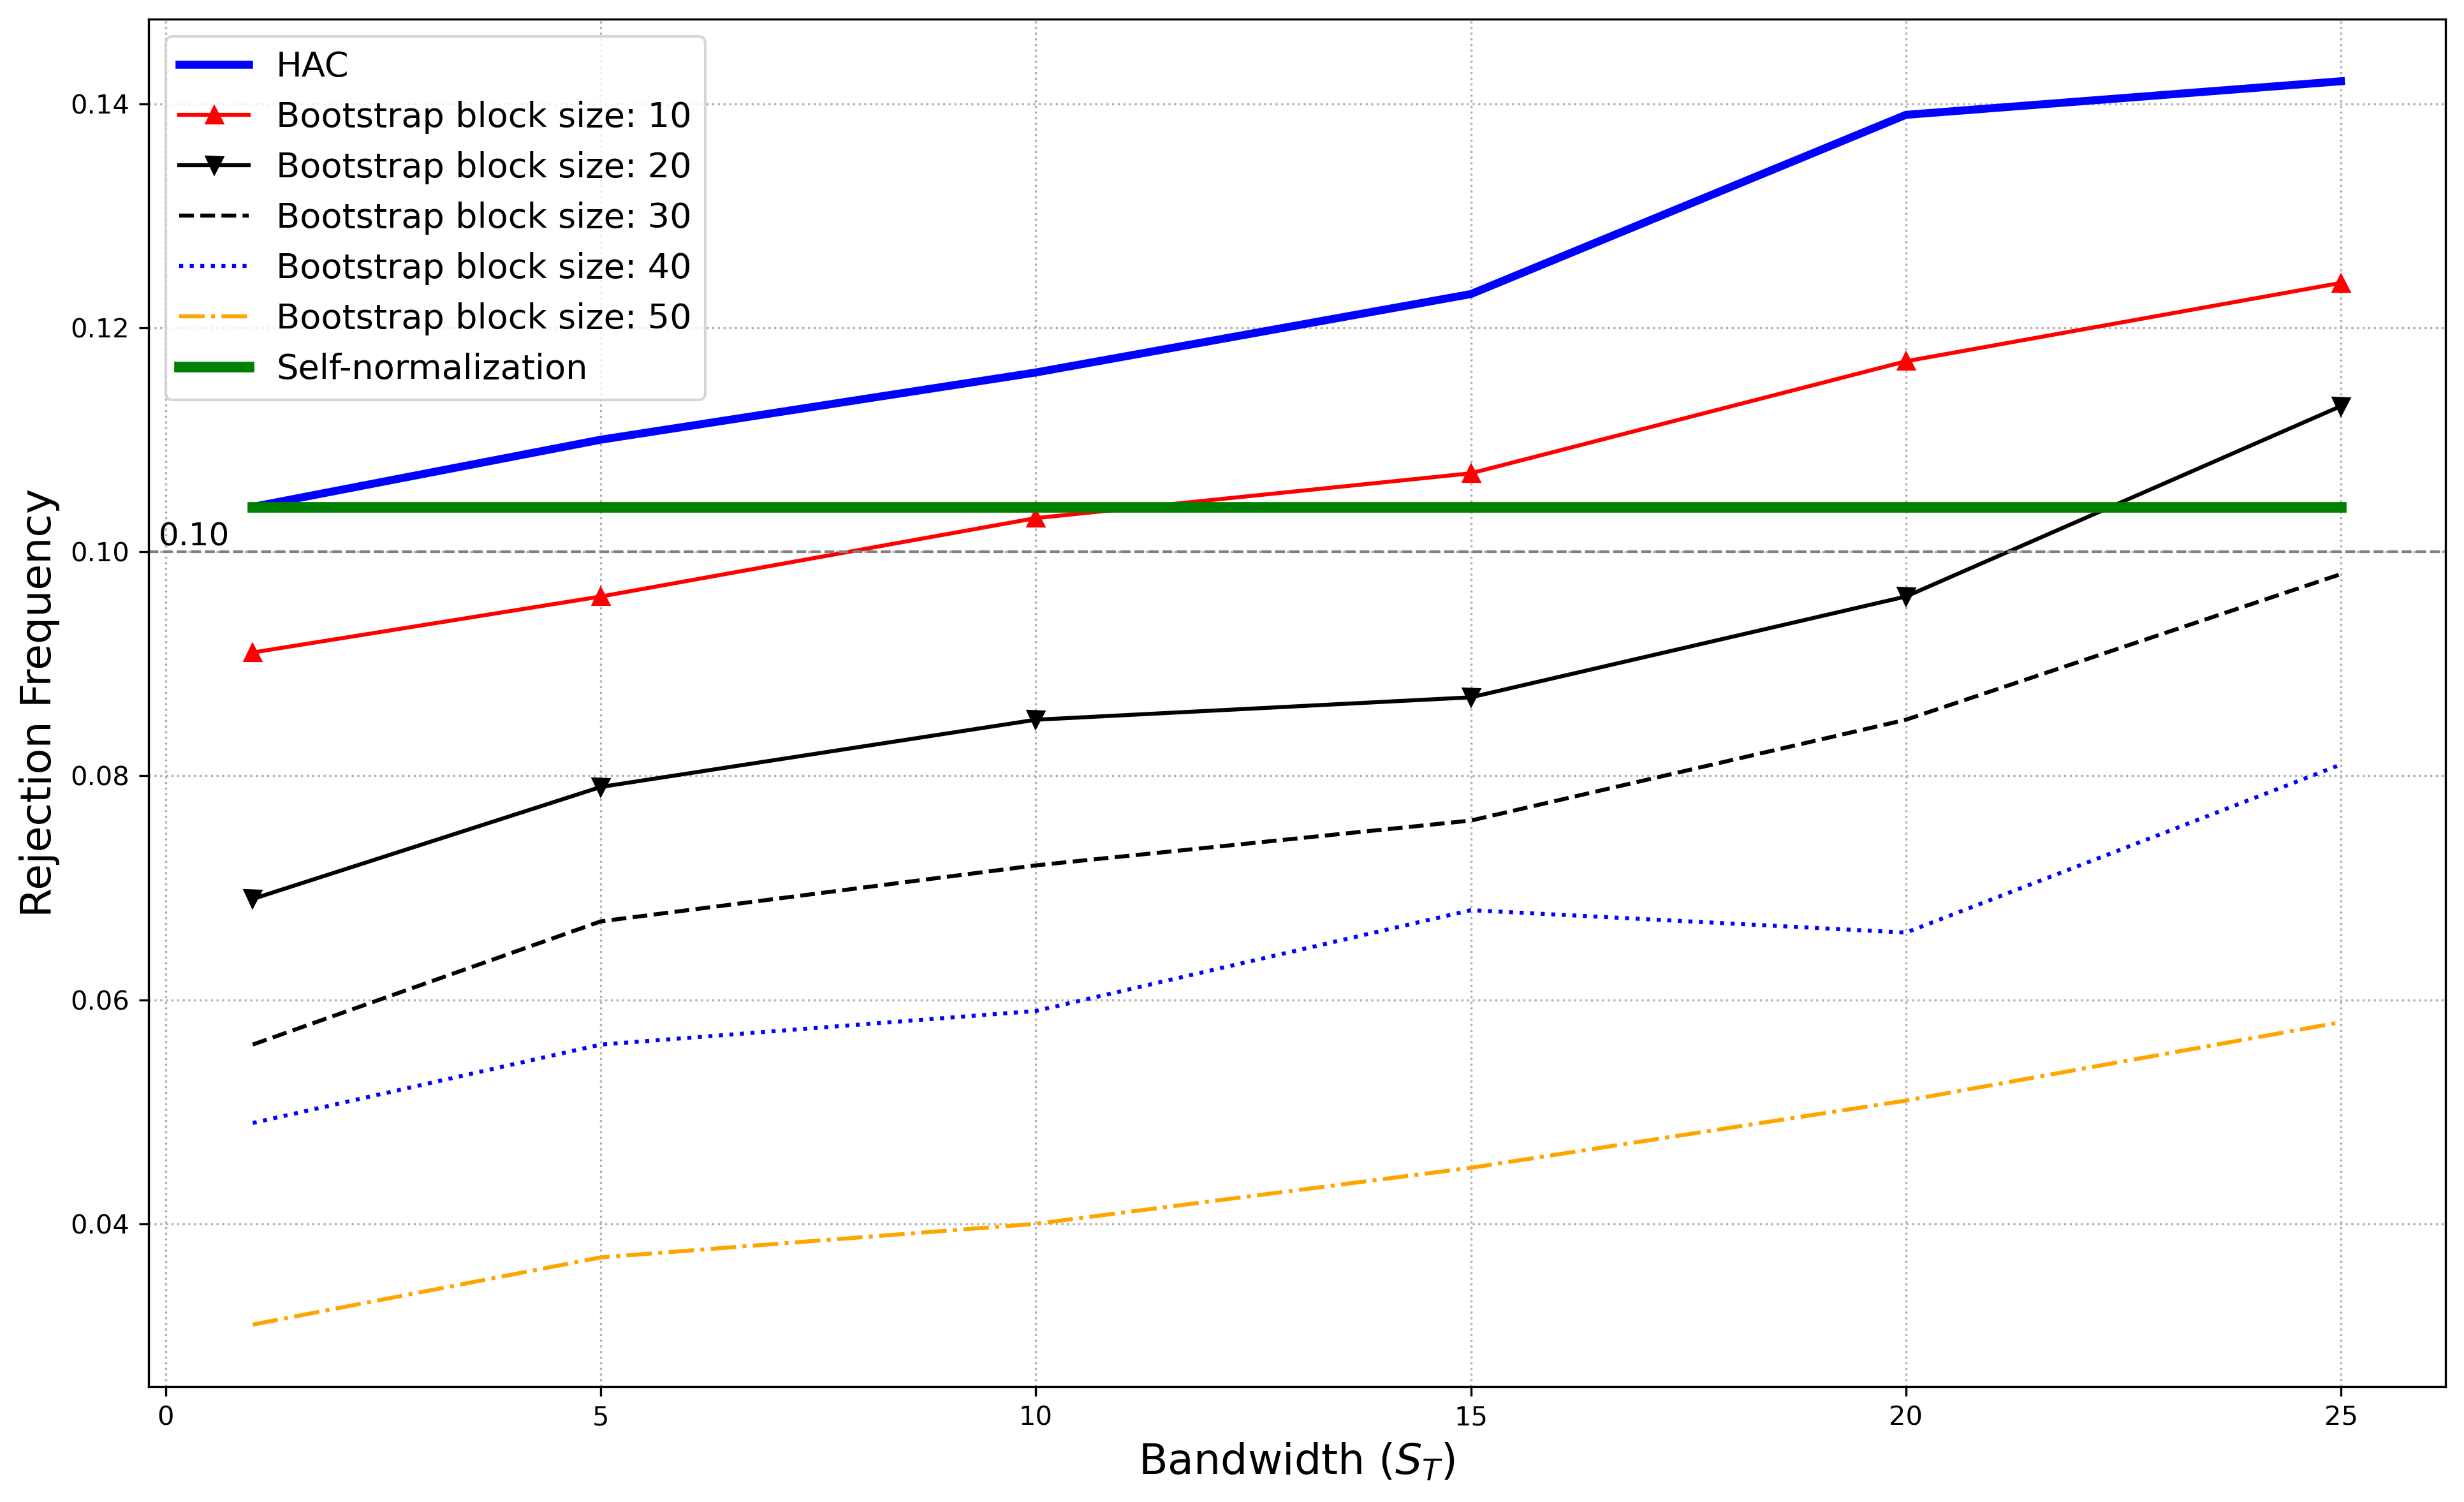 HAC
Bootstrap block size: 10
Bootstrap block size: 20
Bootstrap block size: 30
Bootstrap block size: 40
Bootstrap block size: 50
Self-normalization
0.14
0.12
0.10
0.10
0.08
0.06
0.04
Rejection Frequency
0 5 10 15 20 25
Bandwidth (S_T)